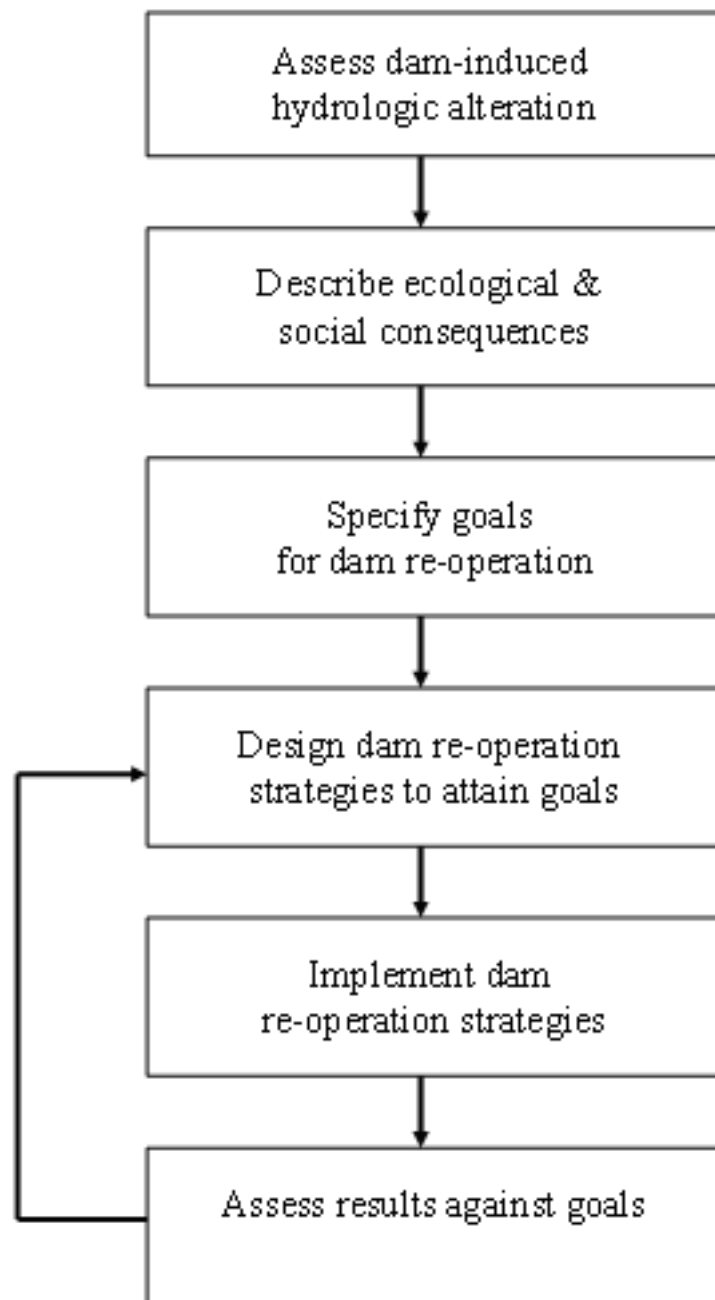 Assess dam-induced
hydrologic alteration
Describe ecological &
social consequences
Specify goals
for dam re-operation
Design dam re-operation
strategies to attain goals
Implement dam
re-operation strategies
Assess results against goals